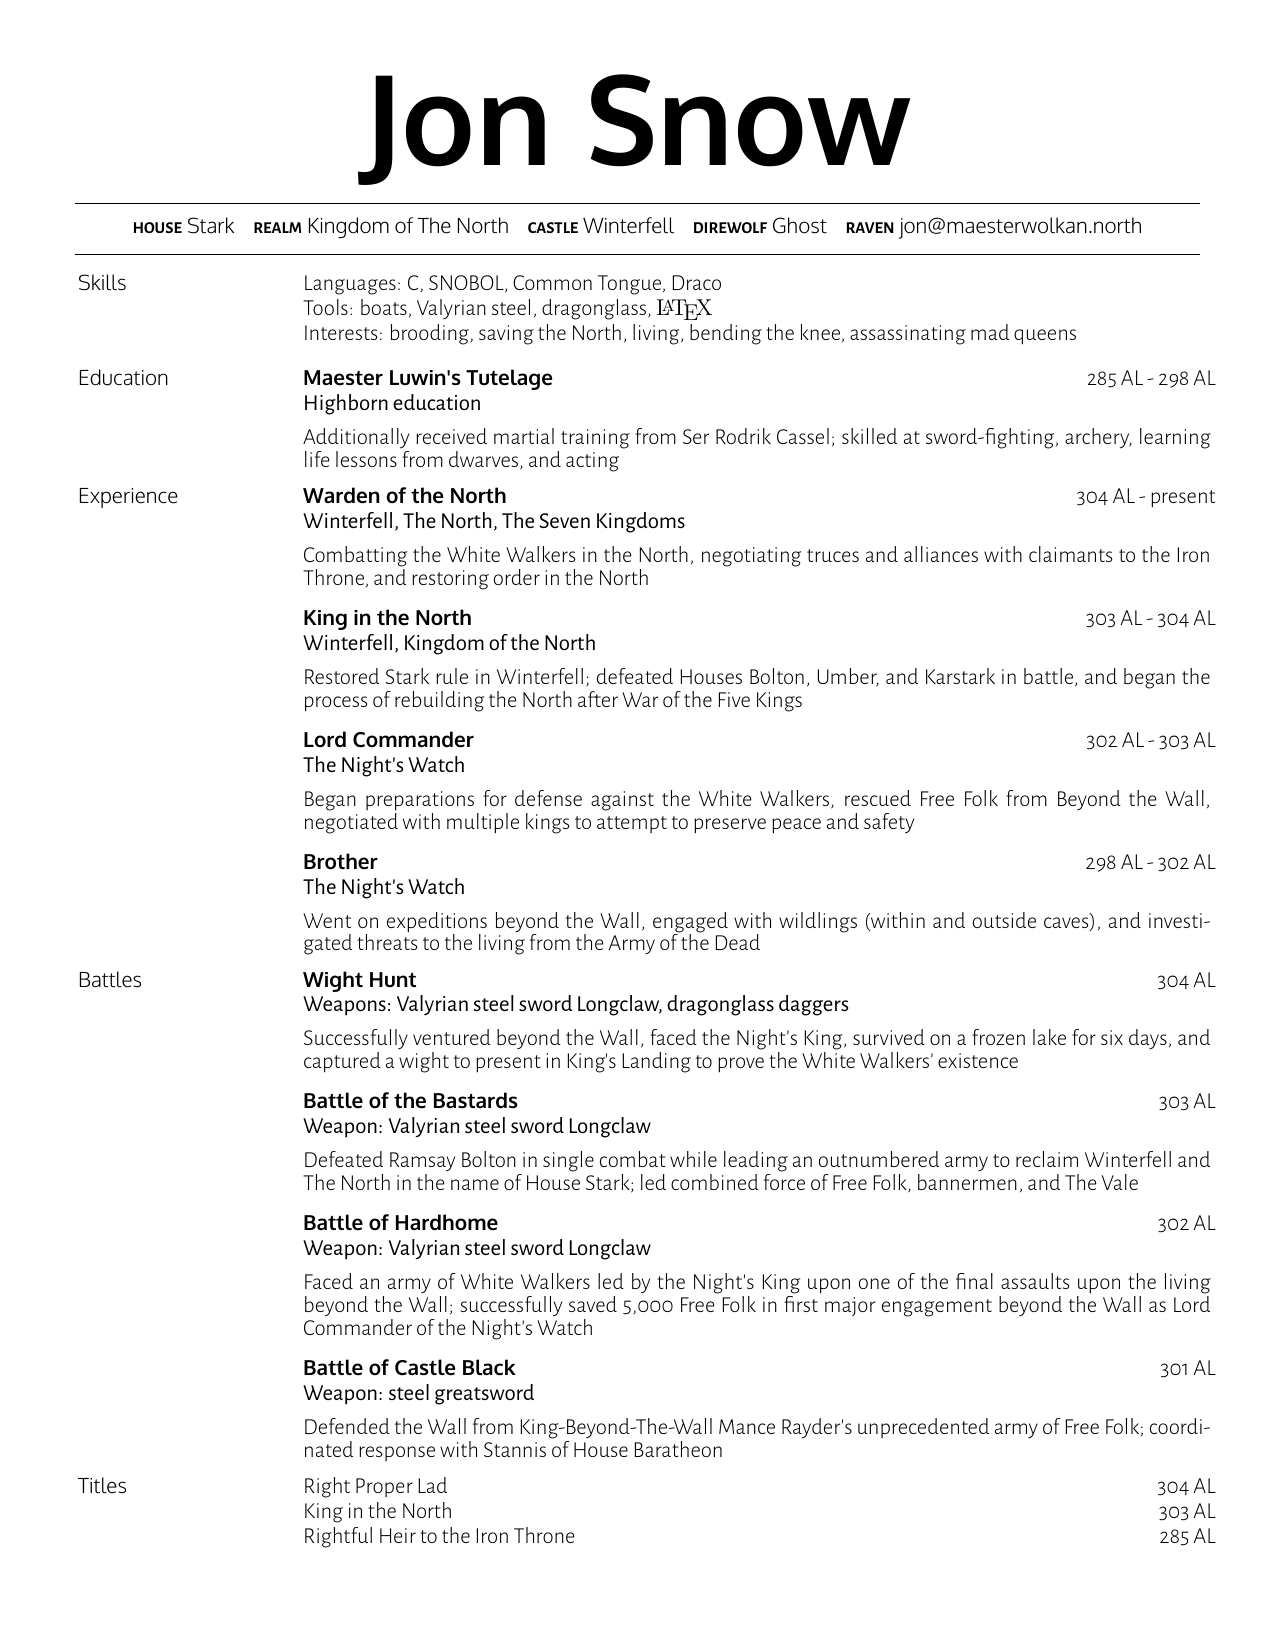 Jon Snow
HOUSE Stark REALM Kingdom of The North CASTLE Winterfell DIREWOLF Ghost RAVEN jon@maesterwolkan.north
Skills Languages: C, SNOBOL, Common Tongue, Draco
Tools: boats, Valyrian steel, dragonglass, LATEX
Interests: brooding, saving the North, living, bending the knee, assassinating mad queens
Education Maester Luwin's Tutelage 285 AL - 298 AL
Highborn education
Additionally received martial training from Ser Rodrik Cassel; skilled at sword-fighting, archery, learning
life lessons from dwarves, and acting
Experience Warden of the North 304 AL - present
Winterfell, The North, The Seven Kingdoms
Combatting the White Walkers in the North, negotiating truces and alliances with claimants to the Iron
Throne, and restoring order in the North
King in the North 303 AL - 304 AL
Winterfell, Kingdom of the North
Restored Stark rule in Winterfell; defeated Houses Bolton, Umber, and Karstark in battle, and began the
process of rebuilding the North after War of the Five Kings
Lord Commander 302 AL - 303 AL
The Night's Watch
Began preparations for defense against the White Walkers, rescued Free Folk from Beyond the Wall,
negotiated with multiple kings to attempt to preserve peace and safety
Brother 298 AL - 302 AL
The Night's Watch
Went on expeditions beyond the Wall, engaged with wildlings (within and outside caves), and investi-
gated threats to the living from the Army of the Dead
Battles Wight Hunt 304 AL
Weapons: Valyrian steel sword Longclaw, dragonglass daggers
Successfully ventured beyond the Wall, faced the Night's King, survived on a frozen lake for six days, and
captured a wight to present in King's Landing to prove the White Walkers' existence
Battle of the Bastards 303 AL
Weapon: Valyrian steel sword Longclaw
Defeated Ramsay Bolton in single combat while leading an outnumbered army to reclaim Winterfell and
The North in the name of House Stark; led combined force of Free Folk, bannermen, and The Vale
Battle of Hardhome 302 AL
Weapon: Valyrian steel sword Longclaw
Faced an army of White Walkers led by the Night's King upon one of the final assaults upon the living
beyond the Wall; successfully saved 5,000 Free Folk in first major engagement beyond the Wall as Lord
Commander of the Night's Watch
Battle of Castle Black 301 AL
Weapon: steel greatsword
Defended the Wall from King-Beyond-The-Wall Mance Rayder's unprecedented army of Free Folk; coordi-
nated response with Stannis of House Baratheon
Titles Right Proper Lad 304 AL
King in the North 303 AL
Rightful Heir to the Iron Throne 285 AL